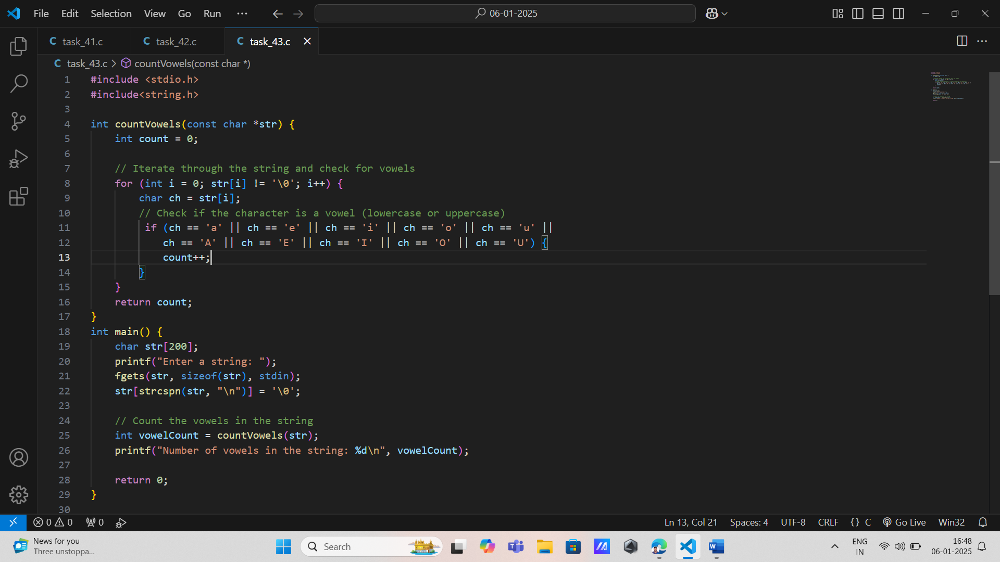 File Edit Selection View Go Run ··· 06-01-2025
C task_41.c C task_42.c C task_43.c
C task_43.c > countVowels(const char *)
1 #include <stdio.h>
2 #include<string.h>
3
4 int countVowels(const char *str) {
5 int count = 0;
6
7 // Iterate through the string and check for vowels
8 for (int i = 0; str[i] != '\0'; i++) {
9 char ch = str[i];
10 // Check if the character is a vowel (lowercase or uppercase)
11 if (ch == 'a' || ch == 'e' || ch == 'i' || ch == 'o' || ch == 'u' ||
12 ch == 'A' || ch == 'E' || ch == 'I' || ch == 'O' || ch == 'U') {
13 count++;
14 }
15 }
16 return count;
17 }
18 int main() {
19 char str[200];
20 printf("Enter a string: ");
21 fgets(str, sizeof(str), stdin);
22 str[strcspn(str, "\n")] = '\0';
23
24 // Count the vowels in the string
25 int vowelCount = countVowels(str);
26 printf("Number of vowels in the string: %d\n", vowelCount);
27
28 return 0;
29 }
30
0 0 0 Ln 13, Col 21 Spaces: 4 UTF-8 CRLF {} C Go Live Win32
News for you
Three unstoppa...
Search
W
ENG
IN
16:48
06-01-2025